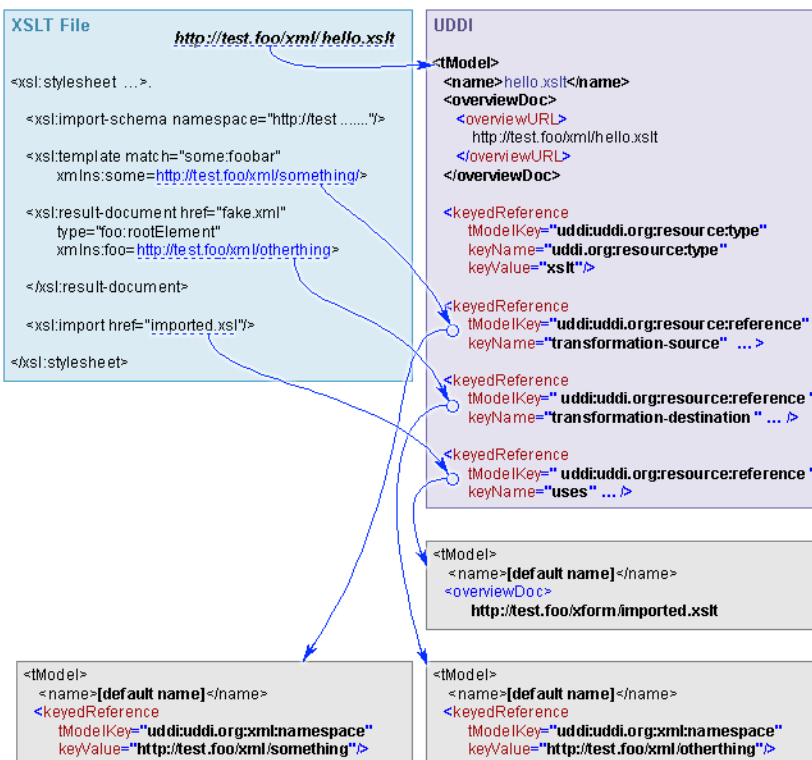 XSLT File
http://test.foo/xml/hello.xslt
<xsl:stylesheet ...>.
<xsl:import-schema namespace="http://test ......."/>
<xsl:template match="some:foobar"
xmlns:some=http://test.foo/xml/something/>
<xsl:result-document href="fake.xml"
type="foo:rootElement"
xmlns:foo=http://test.foo/xml/otherthing>
</xsl:result-document>
<xsl:import href="imported.xsl"/>
</xsl:stylesheet>
UDDI
<tModel>
<name>hello.xslt</name>
<overviewDoc>
<overviewURL>
http://test.foo/xml/hello.xslt
</overviewURL>
</overviewDoc>
<keyedReference
tModelKey="uddi:uddi.org:resource:type"
keyName="uddi.org:resource:type"
keyValue="xslt"/>
<keyedReference
tModelKey="uddi:uddi.org:resource:reference"
keyName="transformation-source" ... >
<keyedReference
tModelKey=" uddi:uddi.org:resource:reference "
keyName="transformation-destination " ... />
<keyedReference
tModelKey=" uddi:uddi.org:resource:reference "
keyName="uses" ... />
<tModel>
<name>[default name]</name>
<overviewDoc>
http://test.foo/xform/imported.xslt
<tModel>
<name>[default name]</name>
<keyedReference
tModelKey="uddi:uddi.org:xml:namespace"
keyValue="http://test.foo/xml/something"/>
<tModel>
<name>[default name]</name>
<keyedReference
tModelKey="uddi:uddi.org:xml:namespace"
keyValue="http://test.foo/xml/otherthing"/>